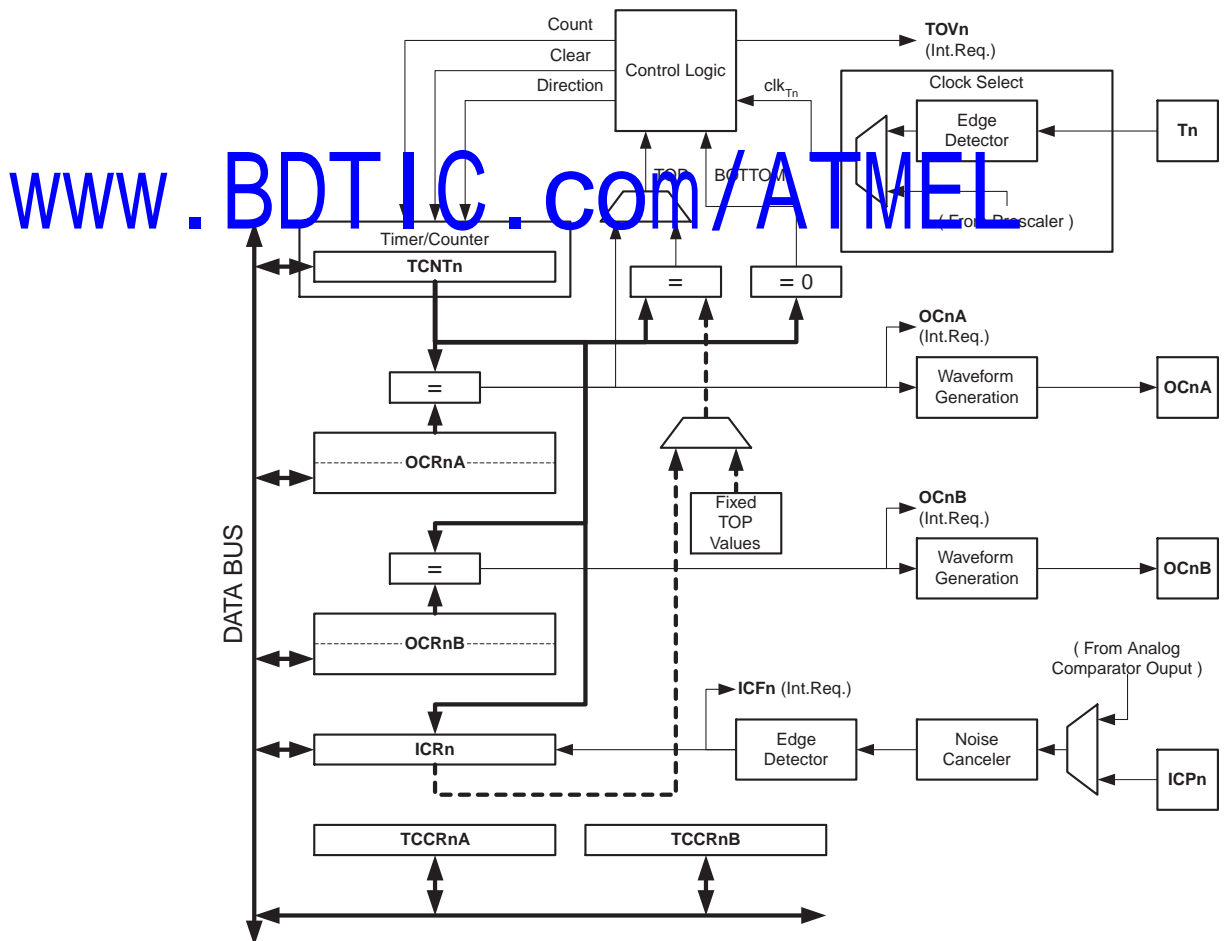 Count
Clear
Direction
Control Logic
TOVn
(Int.Req.)
clkTn
Clock Select
Edge
Detector
Tn
TOP
BOTTOM
( From Prescaler )
www.BDTIC.com/ATMEL
Timer/Counter
TCNTn
=
= 0
OCnA
(Int.Req.)
=
Waveform
Generation
OCnA
OCRnA
Fixed
TOP
Values
OCnB
(Int.Req.)
=
Waveform
Generation
OCnB
DATA BUS
OCRnB
( From Analog
Comparator Ouput )
ICFn (Int.Req.)
ICRn
Edge
Detector
Noise
Canceler
ICPn
TCCRnA
TCCRnB